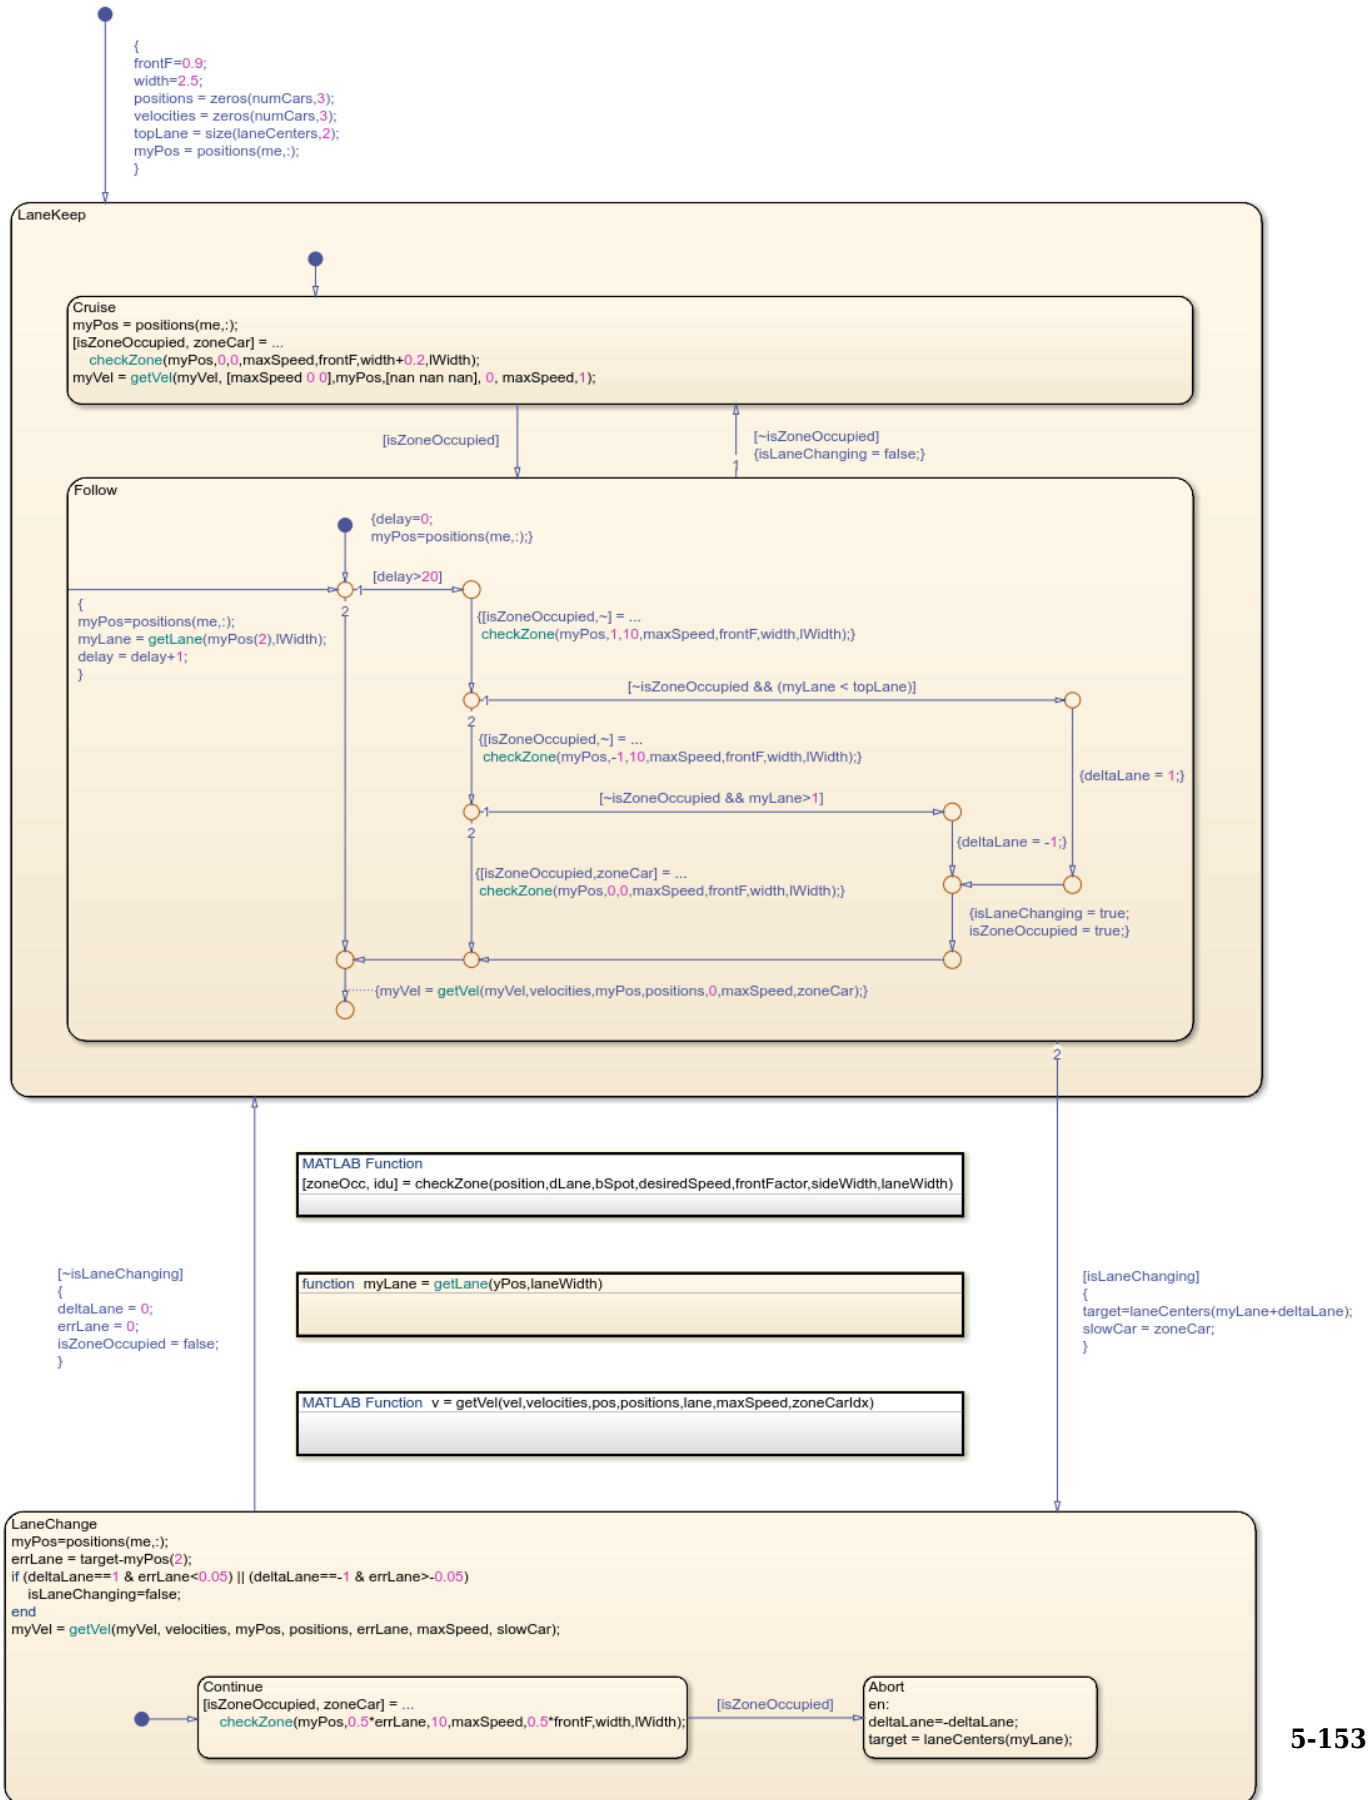 {
frontF=0.9;
width=2.5;
positions = zeros(numCars,3);
velocities = zeros(numCars,3);
topLane = size(laneCenters,2);
myPos = positions(me,:);
}
LaneKeep
Cruise
myPos = positions(me,:);
[isZoneOccupied, zoneCar] = ...
checkZone(myPos,0,0,maxSpeed,frontF,width+0.2,lWidth);
myVel = getVel(myVel, [maxSpeed 0 0],myPos,[nan nan nan], 0, maxSpeed,1);
[isZoneOccupied]
[~isZoneOccupied]
{isLaneChanging = false;}
1
Follow
{delay=0;
myPos=positions(me,:);}
[delay>20]
1
2
{
myPos=positions(me,:);
myLane = getLane(myPos(2),lWidth);
delay = delay+1;
}
{[isZoneOccupied,~] = ...
checkZone(myPos,1,10,maxSpeed,frontF,width,lWidth);}
[~isZoneOccupied && (myLane < topLane)]
1
2
{[isZoneOccupied,~] = ...
checkZone(myPos,-1,10,maxSpeed,frontF,width,lWidth);}
{deltaLane = 1;}
[~isZoneOccupied && myLane>1]
1
2
{deltaLane = -1;}
{[isZoneOccupied,zoneCar] = ...
checkZone(myPos,0,0,maxSpeed,frontF,width,lWidth);}
{isLaneChanging = true;
isZoneOccupied = true;}
{myVel = getVel(myVel,velocities,myPos,positions,0,maxSpeed,zoneCar);}
2
MATLAB Function
[zoneOcc, idu] = checkZone(position,dLane,bSpot,desiredSpeed,frontFactor,sideWidth,laneWidth)
[~isLaneChanging]
{
deltaLane = 0;
errLane = 0;
isZoneOccupied = false;
}
function myLane = getLane(yPos,laneWidth)
[isLaneChanging]
{
target=laneCenters(myLane+deltaLane);
slowCar = zoneCar;
}
MATLAB Function v = getVel(vel,velocities,pos,positions,lane,maxSpeed,zoneCarIdx)
LaneChange
myPos=positions(me,:);
errLane = target-myPos(2);
if (deltaLane==1 & errLane<0.05) || (deltaLane==-1 & errLane>-0.05)
isLaneChanging=false;
end
myVel = getVel(myVel, velocities, myPos, positions, errLane, maxSpeed, slowCar);
Continue
[isZoneOccupied, zoneCar] = ...
checkZone(myPos,0.5*errLane,10,maxSpeed,0.5*frontF,width,lWidth);
[isZoneOccupied]
Abort
en:
deltaLane=-deltaLane;
target = laneCenters(myLane);
5-153